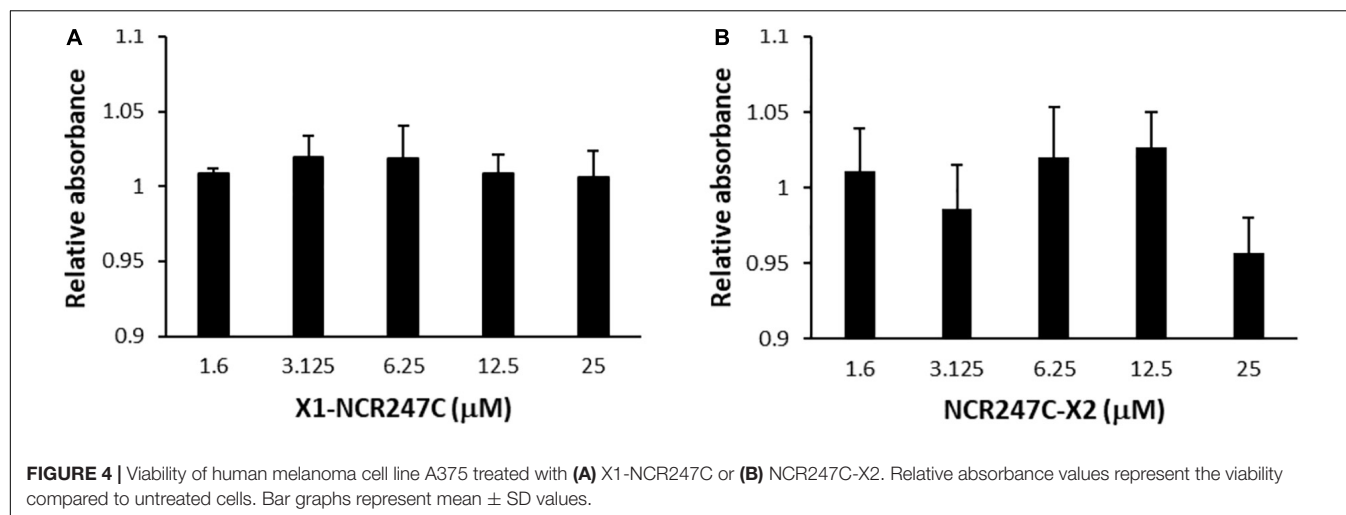 A
1.1
1.05
1
0.95
0.9
Relative absorbance
1.6 3.125 6.25 12.5 25
X1-NCR247C (μM)
B
1.1
1.05
1
0.95
0.9
Relative absorbance
1.6 3.125 6.25 12.5 25
NCR247C-X2 (μM)
FIGURE 4 | Viability of human melanoma cell line A375 treated with (A) X1-NCR247C or (B) NCR247C-X2. Relative absorbance values represent the viability
compared to untreated cells. Bar graphs represent mean ± SD values.